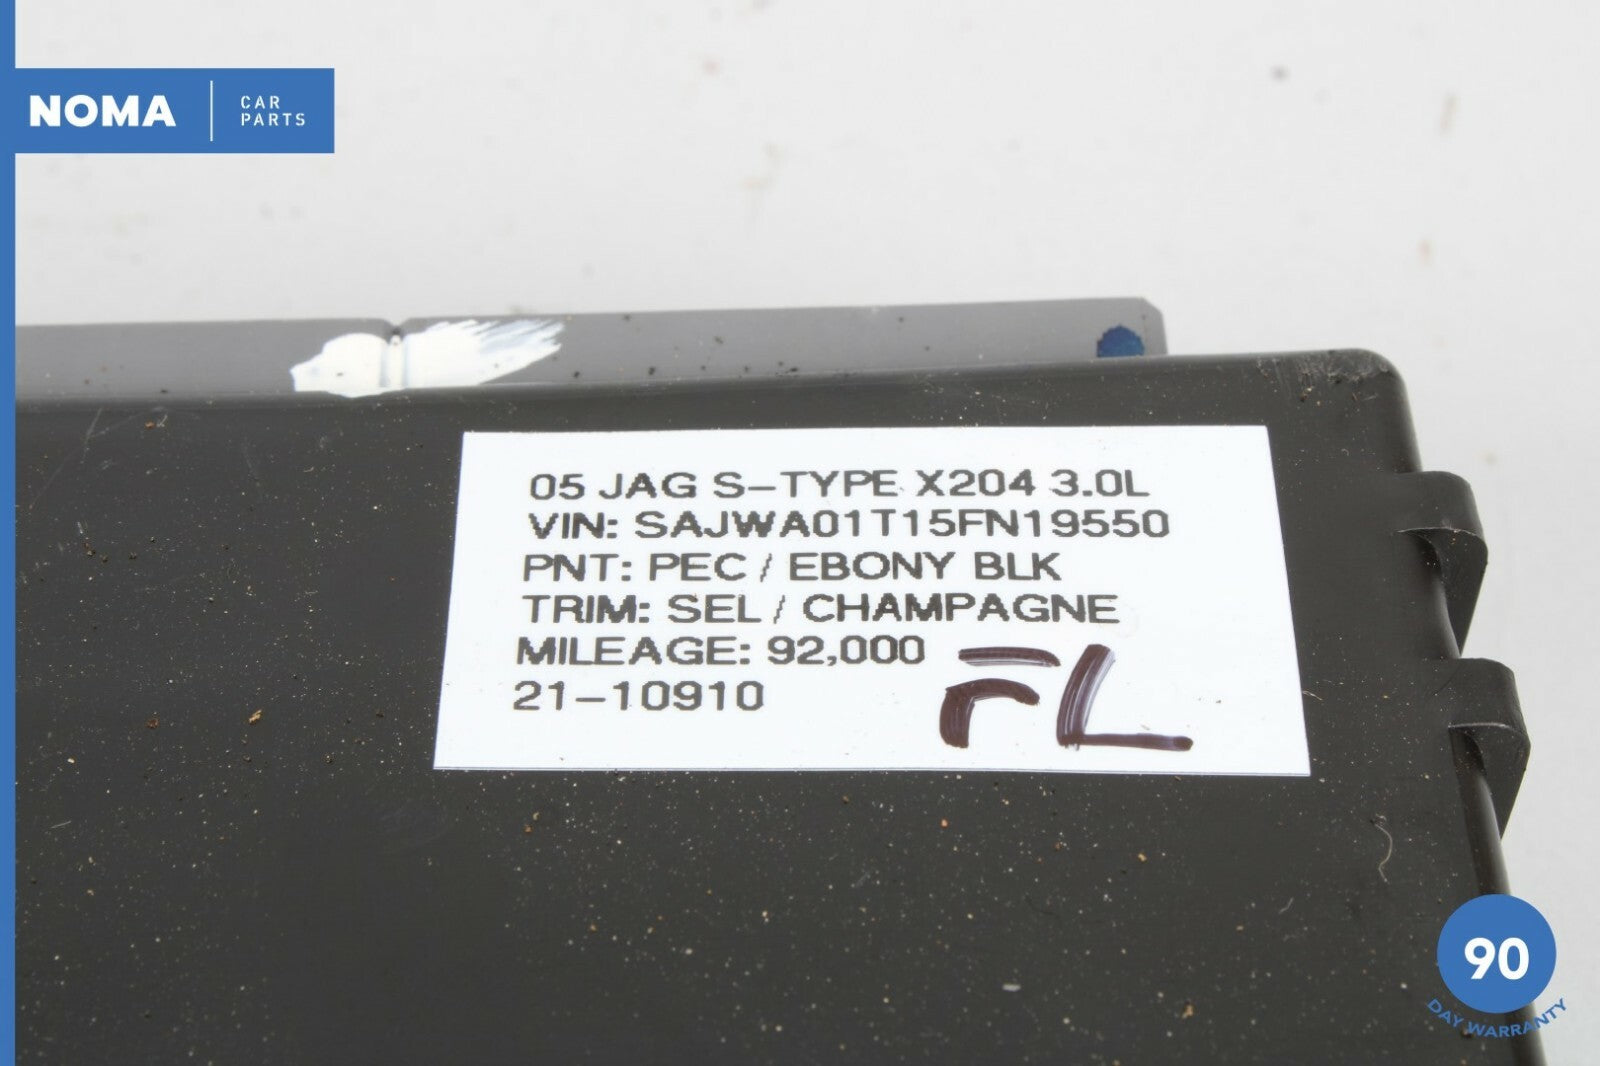 NOMA
CAR
PARTS
05 JAG S-TYPE X204 3.0L
VIN: SAJWA01T15FN19550
PNT: PEC / EBONY BLK
TRIM: SEL / CHAMPAGNE
MILEAGE: 92,000
21-10910
FL
90
DAY WARRANTY